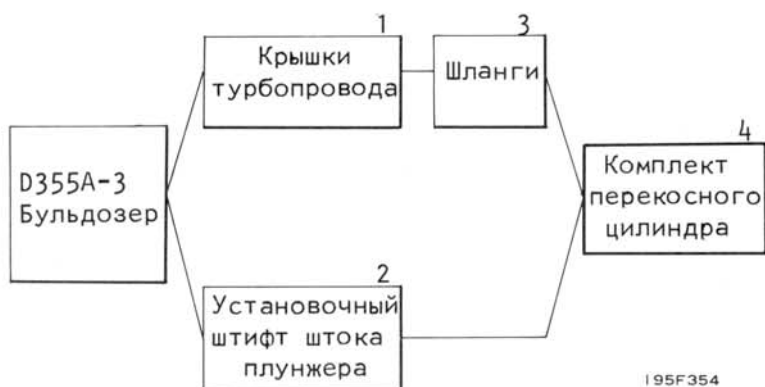 1
Крышки
турбопровода
3
Шланги
D355A-3
Бульдозер
4
Комплект
перекосного
цилиндра
2
Установочный
штифт штока
плунжера
195F354